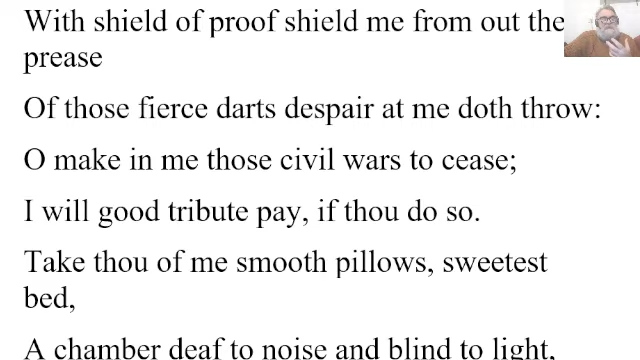 With shield of proof shield me from out the
prease
Of those fierce darts despair at me doth throw:
O make in me those civil wars to cease;
I will good tribute pay, if thou do so.
Take thou of me smooth pillows, sweetest
bed,
A chamber deaf to noise and blind to light,